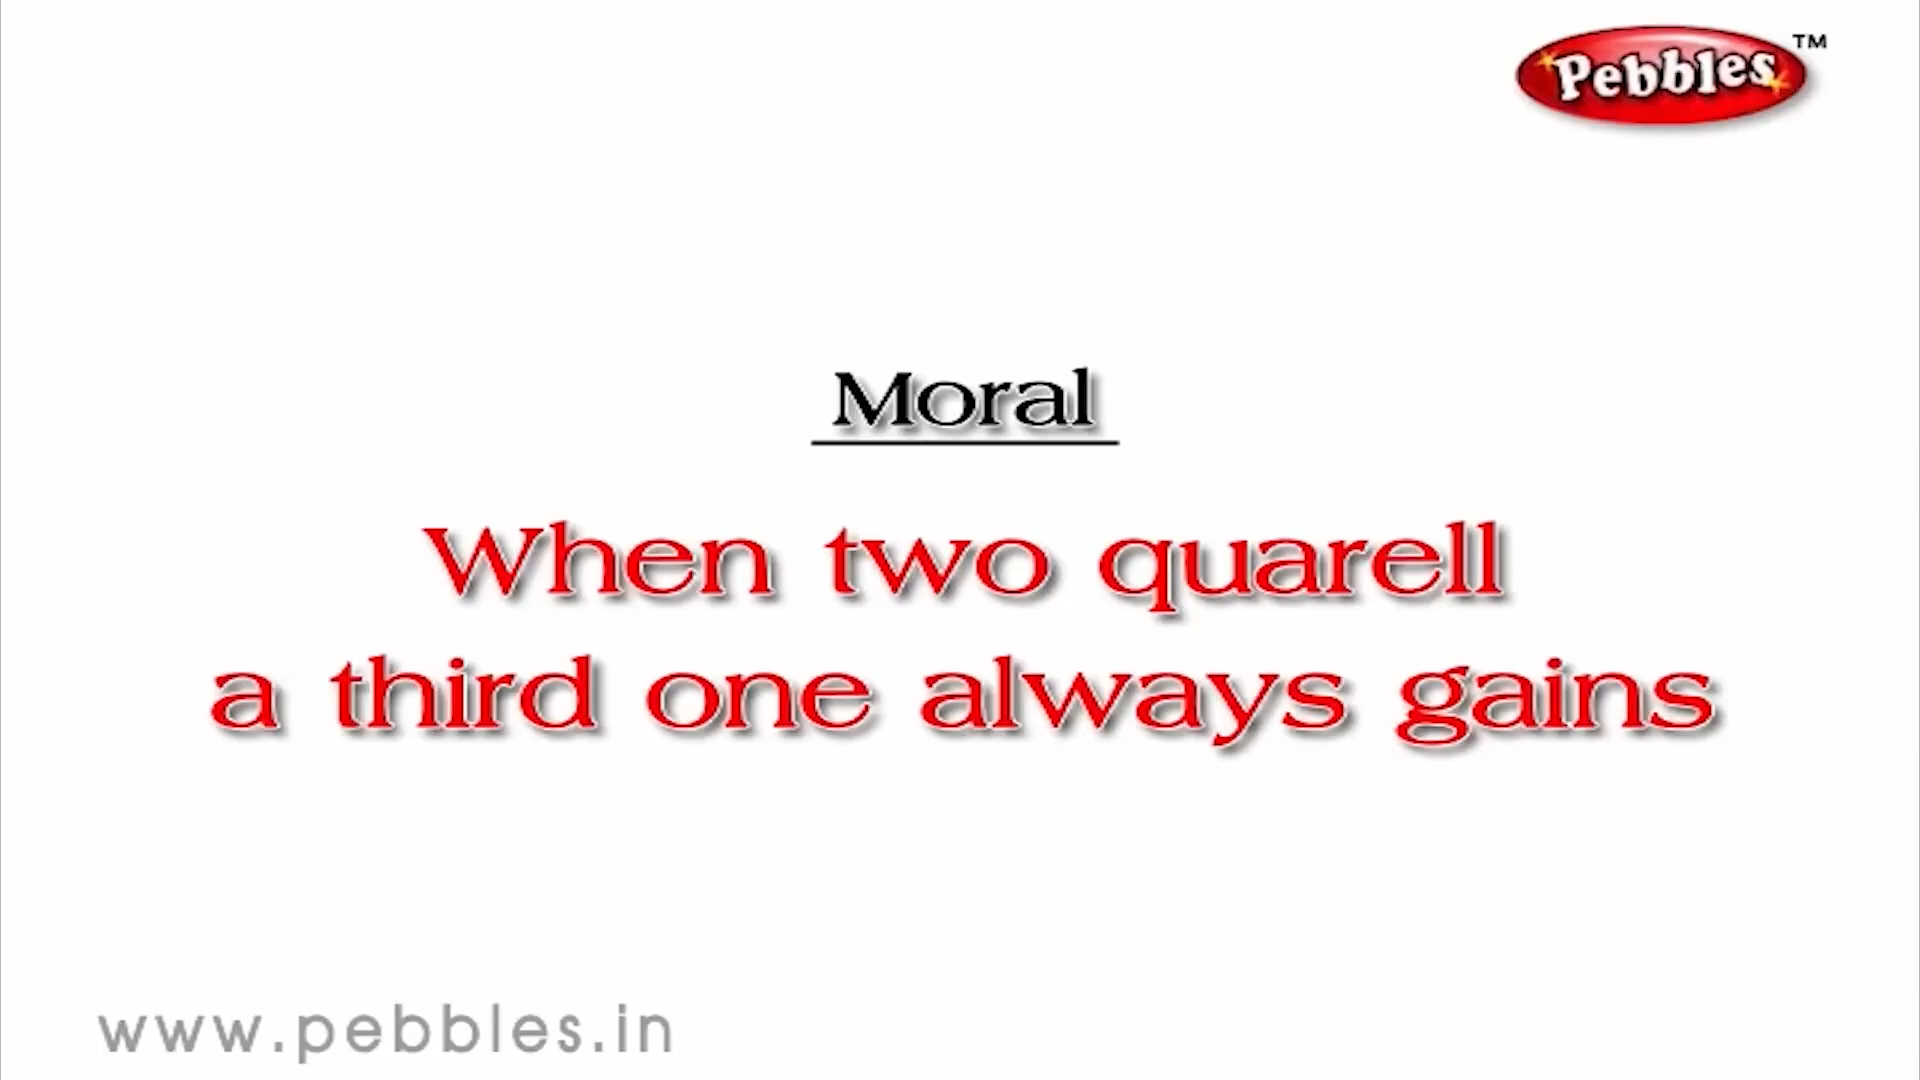 Pebbles™
Moral
When two quarell
a third one always gains
www.pebbles.in